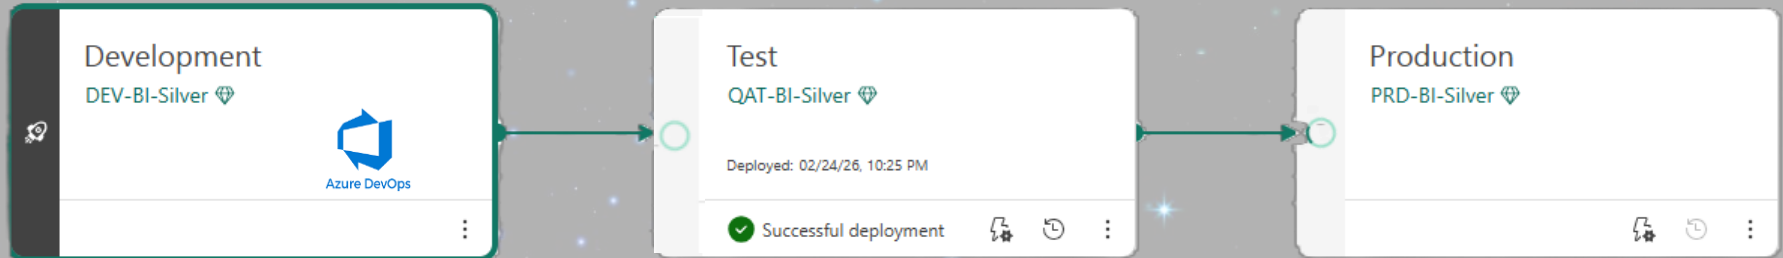 Development
DEV-BI-Silver
Azure DevOps
Test
QAT-BI-Silver
Deployed: 02/24/26, 10:25 PM
Successful deployment
Production
PRD-BI-Silver